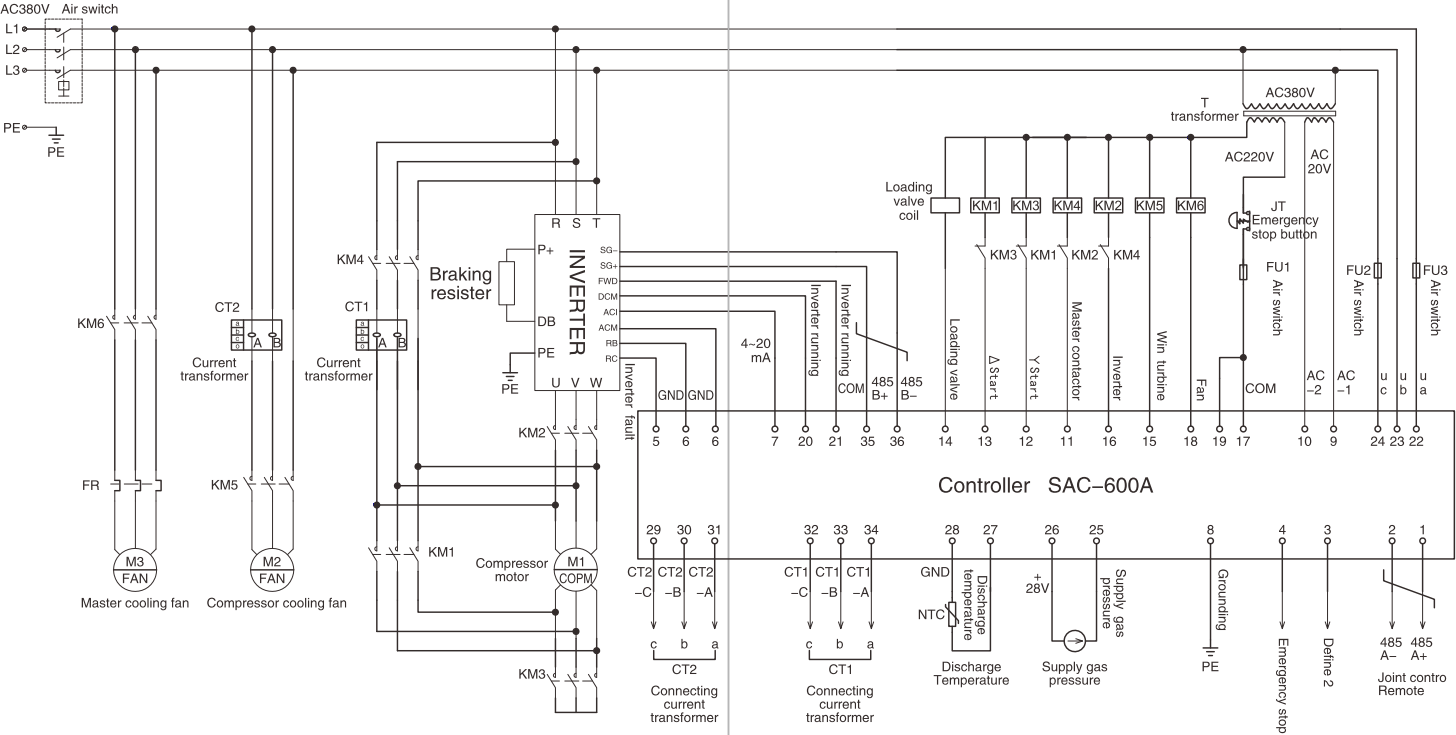 AC380V Air switch
L1
L2
L3
PE
PE
AC380V
T
transformer
AC220V
AC
20V
Loading
valve
coil
KM1
KM3
KM4
KM2
KM5
KM6
JT
Emergency
stop button
KM3
KM1
KM2
KM4
FU1
Air switch
FU2
Air switch
FU3
Air switch
R S T
INVERTER
P+
DB
PE
PE
SG–
SG+
FWD
DCM
ACI
ACM
RB
RC
U V W
Braking
resister
KM4
CT2
a
b
c
o
A B
Current
transformer
CT1
a
b
c
o
A B
Current
transformer
KM6
FR
KM5
KM2
KM1
KM3
M3
FAN
Master cooling fan
M2
FAN
Compressor cooling fan
Compressor
motor
M1
COPM
Inverter fault
GND GND
4~20
mA
Inverter running
Inverter running
COM
485
B+
485
B–
Loading valve
Δ Start
Y Start
Master contactor
Inverter
Win turbine
Fan
COM
AC
–2
AC
–1
u
c
u
b
u
a
5 6 6 7 20 21 35 36 14 13 12 11 16 15 18 19 17 10 9 24 23 22
Controller SAC–600A
29 30 31 32 33 34 28 27 26 25 8 4 3 2 1
CT2
–C
CT2
–B
CT2
–A
c b a
CT2
Connecting
current
transformer
CT1
–C
CT1
–B
CT1
–A
c b a
CT1
Connecting
current
transformer
GND
NTC
Discharge
temperature
Discharge
Temperature
+
28V
Supply gas
pressure
Supply gas
pressure
Grounding
PE
Emergency stop
Define 2
485
A–
485
A+
Joint contro
Remote